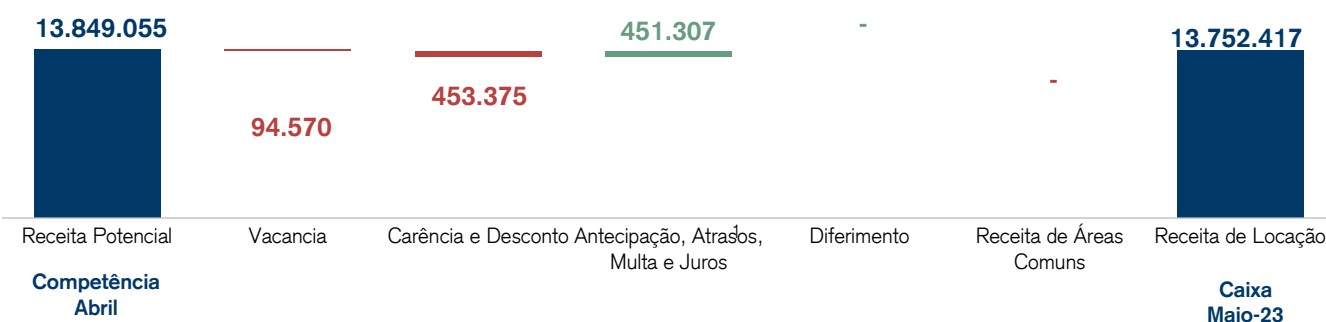 13.849.055
94.570
453.375
451.307
-
-
13.752.417
Receita Potencial
Vacancia
Carência e Desconto
Antecipação, Atrasos,1
Multa e Juros
Diferimento
Receita de Áreas
Comuns
Receita de Locação
Competência
Abril
Caixa
Maio-23